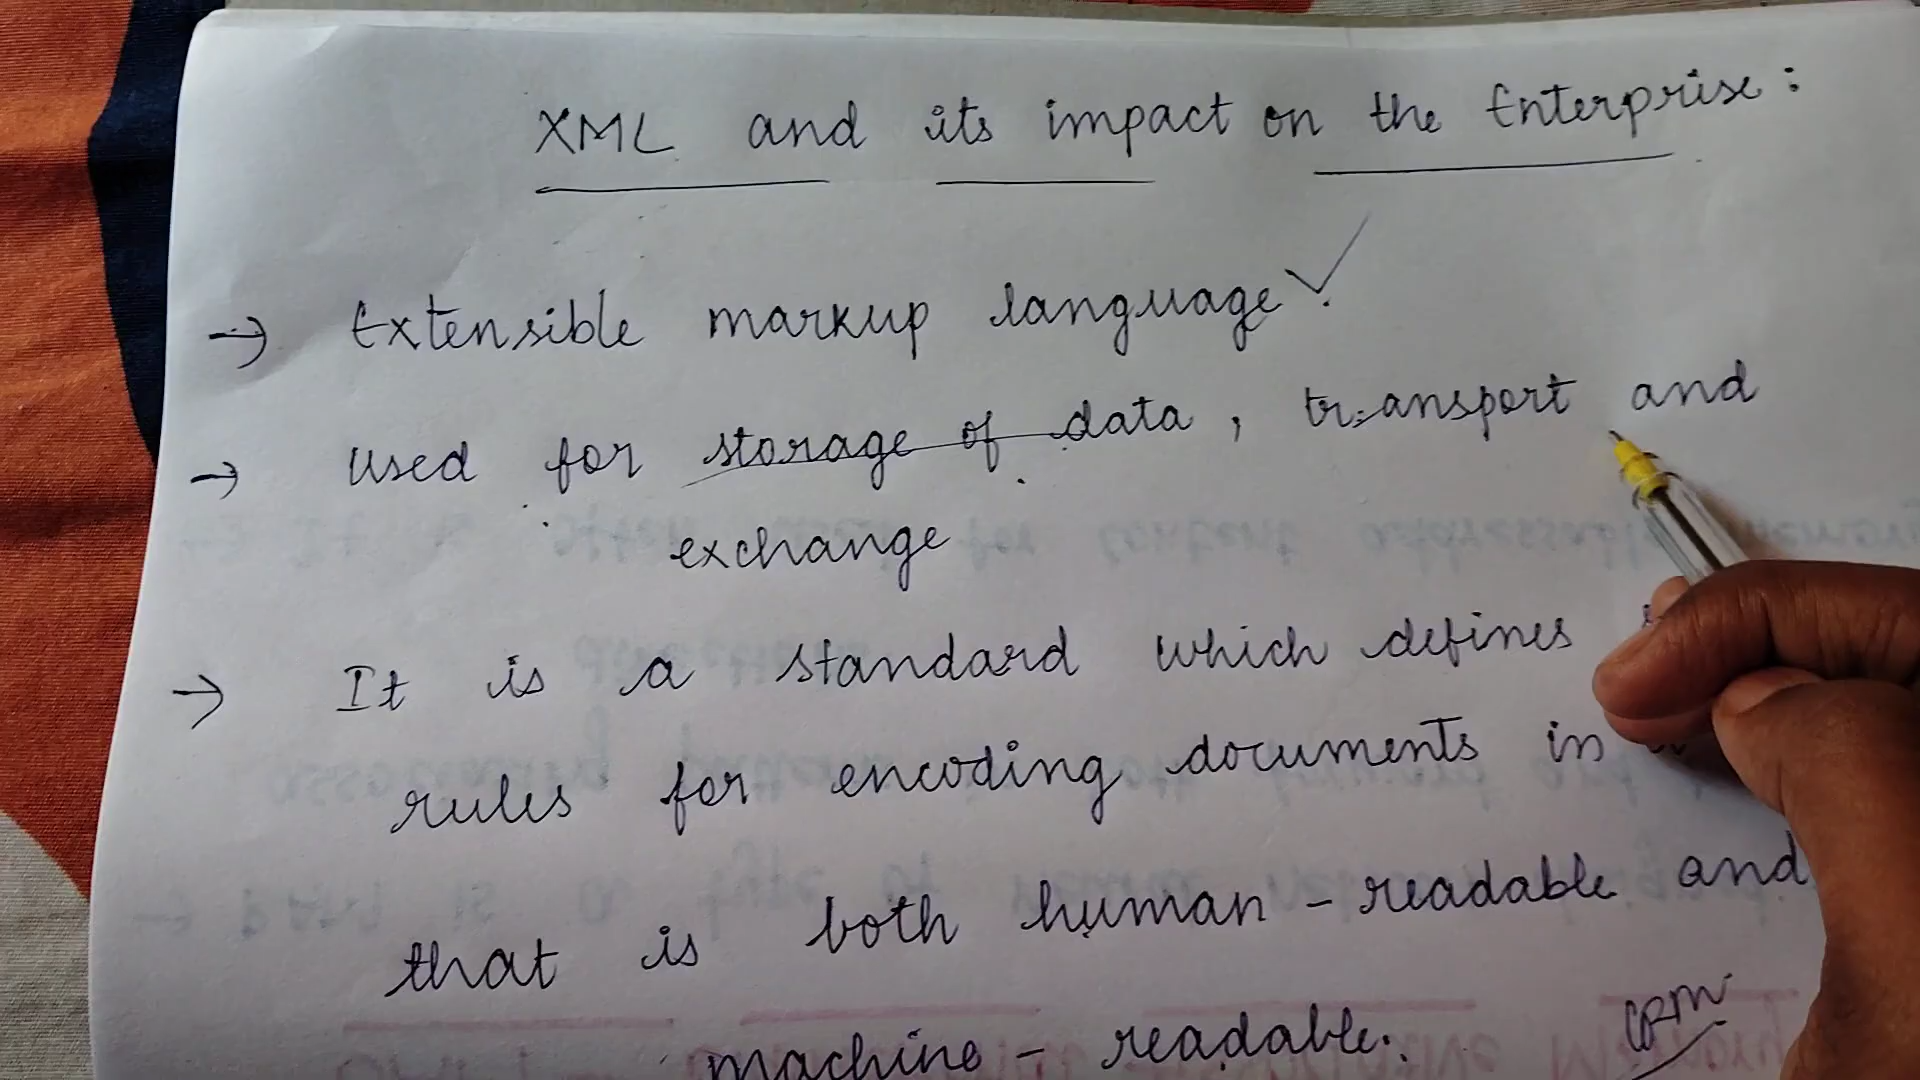 XML and its impact on the Enterprise:
→ Extensible markup language.
→ Used for storage of data, transport and
exchange
→ It is a standard which defines
rules for encoding documents in
that is both human-readable and
machine-readable.